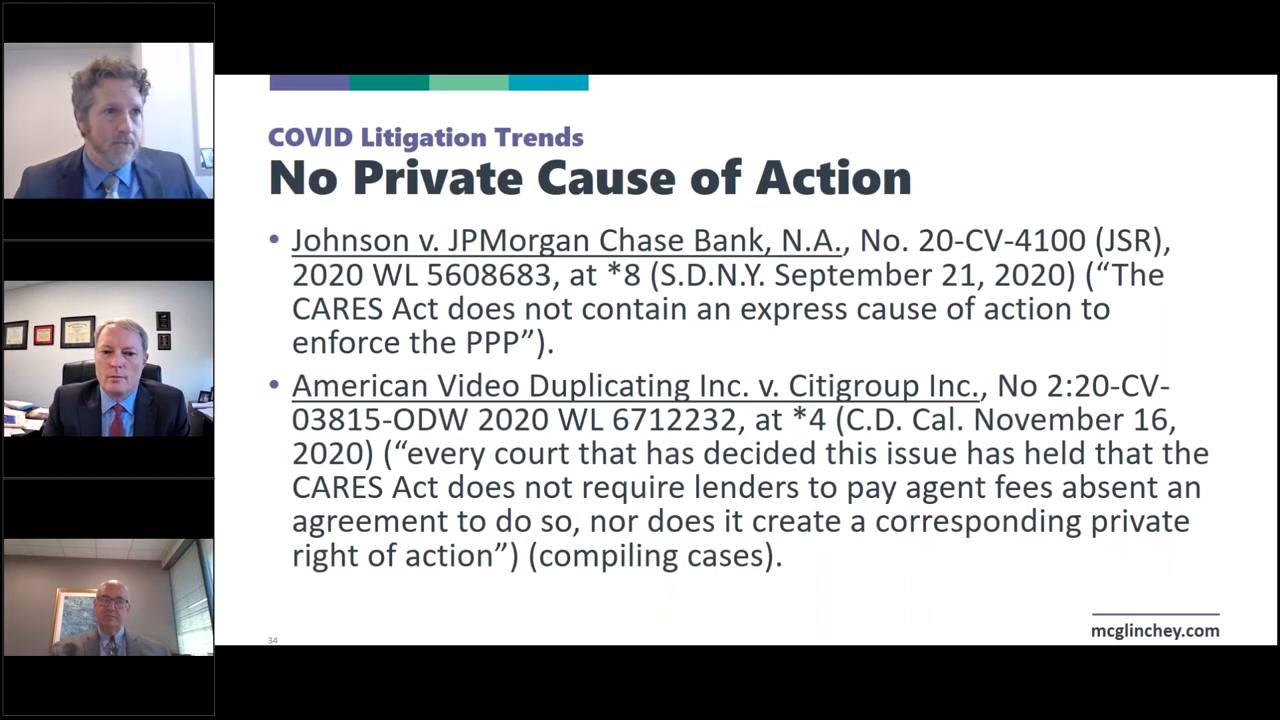 COVID Litigation Trends
No Private Cause of Action
• Johnson v. JPMorgan Chase Bank, N.A., No. 20-CV-4100 (JSR),
2020 WL 5608683, at *8 (S.D.N.Y. September 21, 2020) (“The
CARES Act does not contain an express cause of action to
enforce the PPP”).
• American Video Duplicating Inc. v. Citigroup Inc., No 2:20-CV-
03815-ODW 2020 WL 6712232, at *4 (C.D. Cal. November 16,
2020) (“every court that has decided this issue has held that the
CARES Act does not require lenders to pay agent fees absent an
agreement to do so, nor does it create a corresponding private
right of action”) (compiling cases).
34
mcglinchey.com